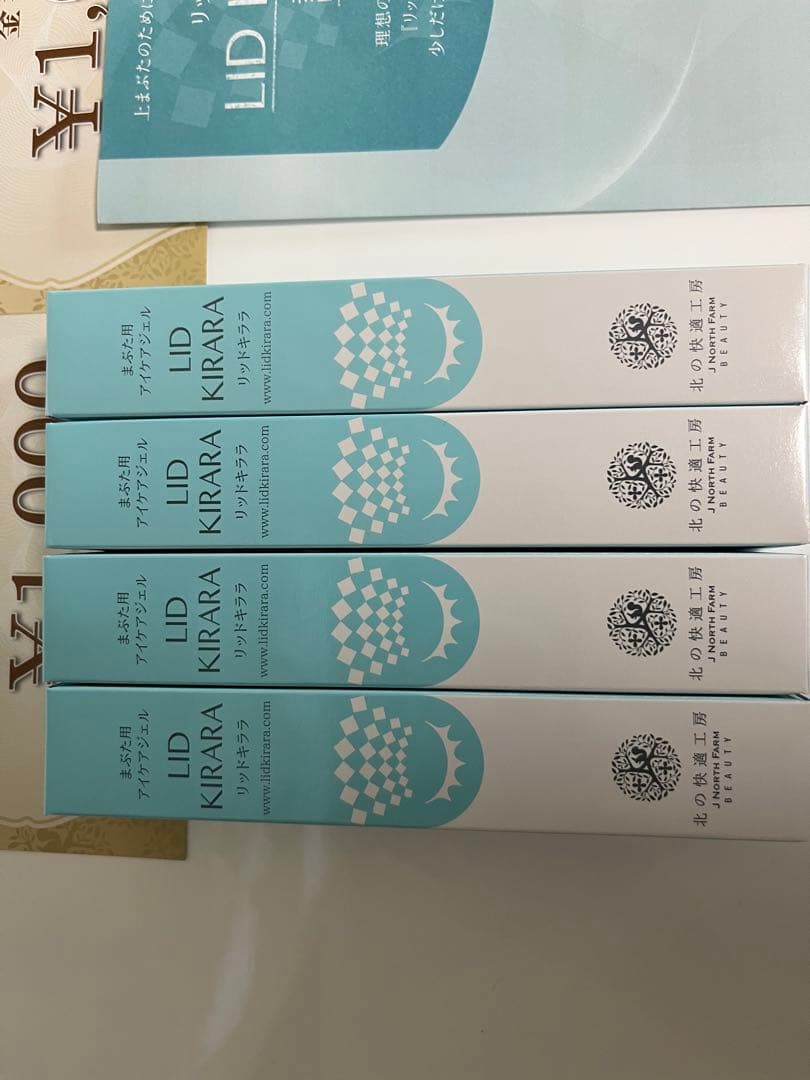 金
¥1,
¥1,000
上まぶたのために
リッ
LID
理想の
『リッ
少しだけ
まぶた用
アイケアジェル
LID
KIRARA
リッドキララ
www.lidkirara.com
北の快適工房
J NORTH FARM
BEAUTY
まぶた用
アイケアジェル
LID
KIRARA
リッドキララ
www.lidkirara.com
北の快適工房
J NORTH FARM
BEAUTY
まぶた用
アイケアジェル
LID
KIRARA
リッドキララ
www.lidkirara.com
北の快適工房
J NORTH FARM
BEAUTY
まぶた用
アイケアジェル
LID
KIRARA
リッドキララ
www.lidkirara.com
北の快適工房
J NORTH FARM
BEAUTY